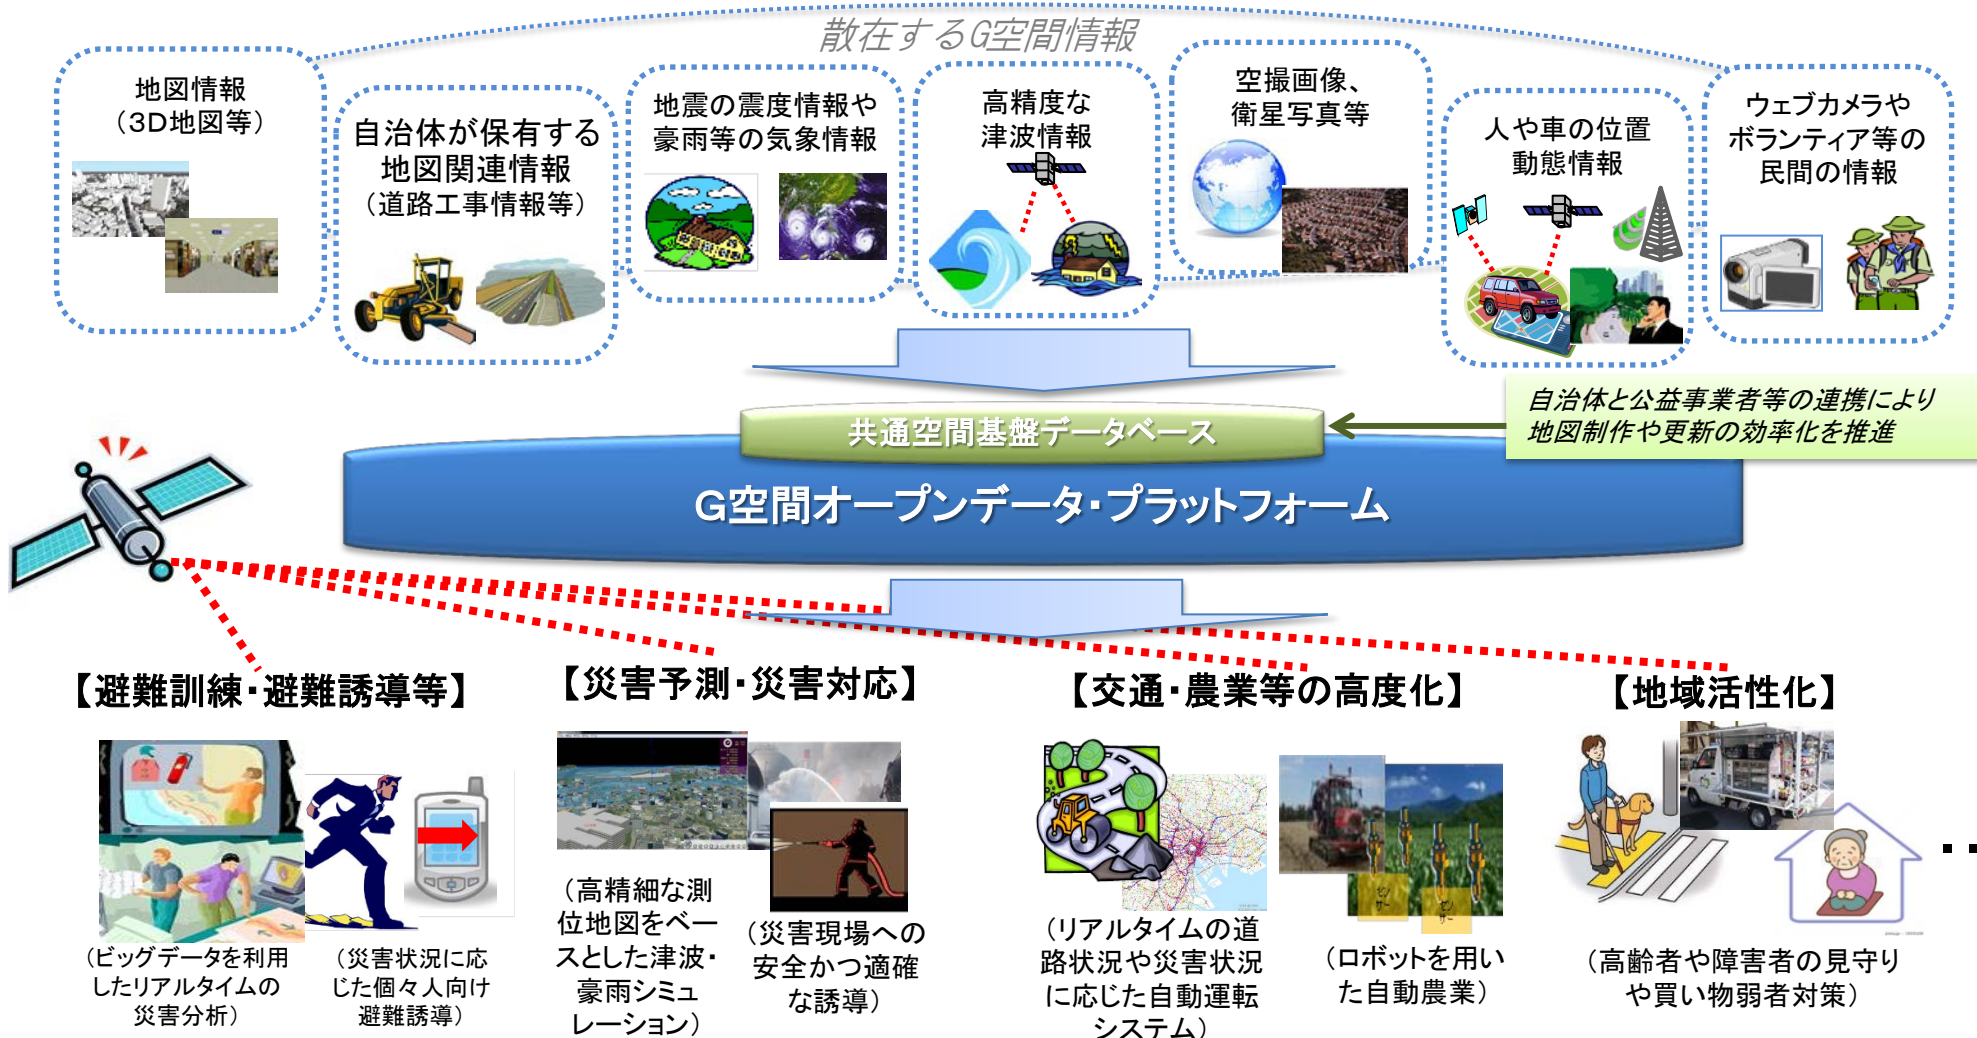 散在するG空間情報
地図情報
（3D地図等）
自治体が保有する
地図関連情報
（道路工事情報等）
地震の震度情報や
豪雨等の気象情報
高精度な
津波情報
空撮画像、
衛星写真等
人や車の位置
動態情報
ウェブカメラや
ボランティア等の
民間の情報
共通空間基盤データベース
自治体と公益事業者等の連携により
地図制作や更新の効率化を推進
G空間オープンデータ・プラットフォーム
【避難訓練・避難誘導等】
【災害予測・災害対応】
【交通・農業等の高度化】
【地域活性化】
センサー
センサー
（ビッグデータを利用
したリアルタイムの
災害分析）
（災害状況に応
じた個々人向け
避難誘導）
（高精細な測
位地図をベー
スとした津波・
豪雨シミュ
レーション）
（災害現場への
安全かつ適確
な誘導）
（リアルタイムの道
路状況や災害状況
に応じた自動運転
システム）
（ロボットを用い
た自動農業）
（高齢者や障害者の見守り
や買い物弱者対策）